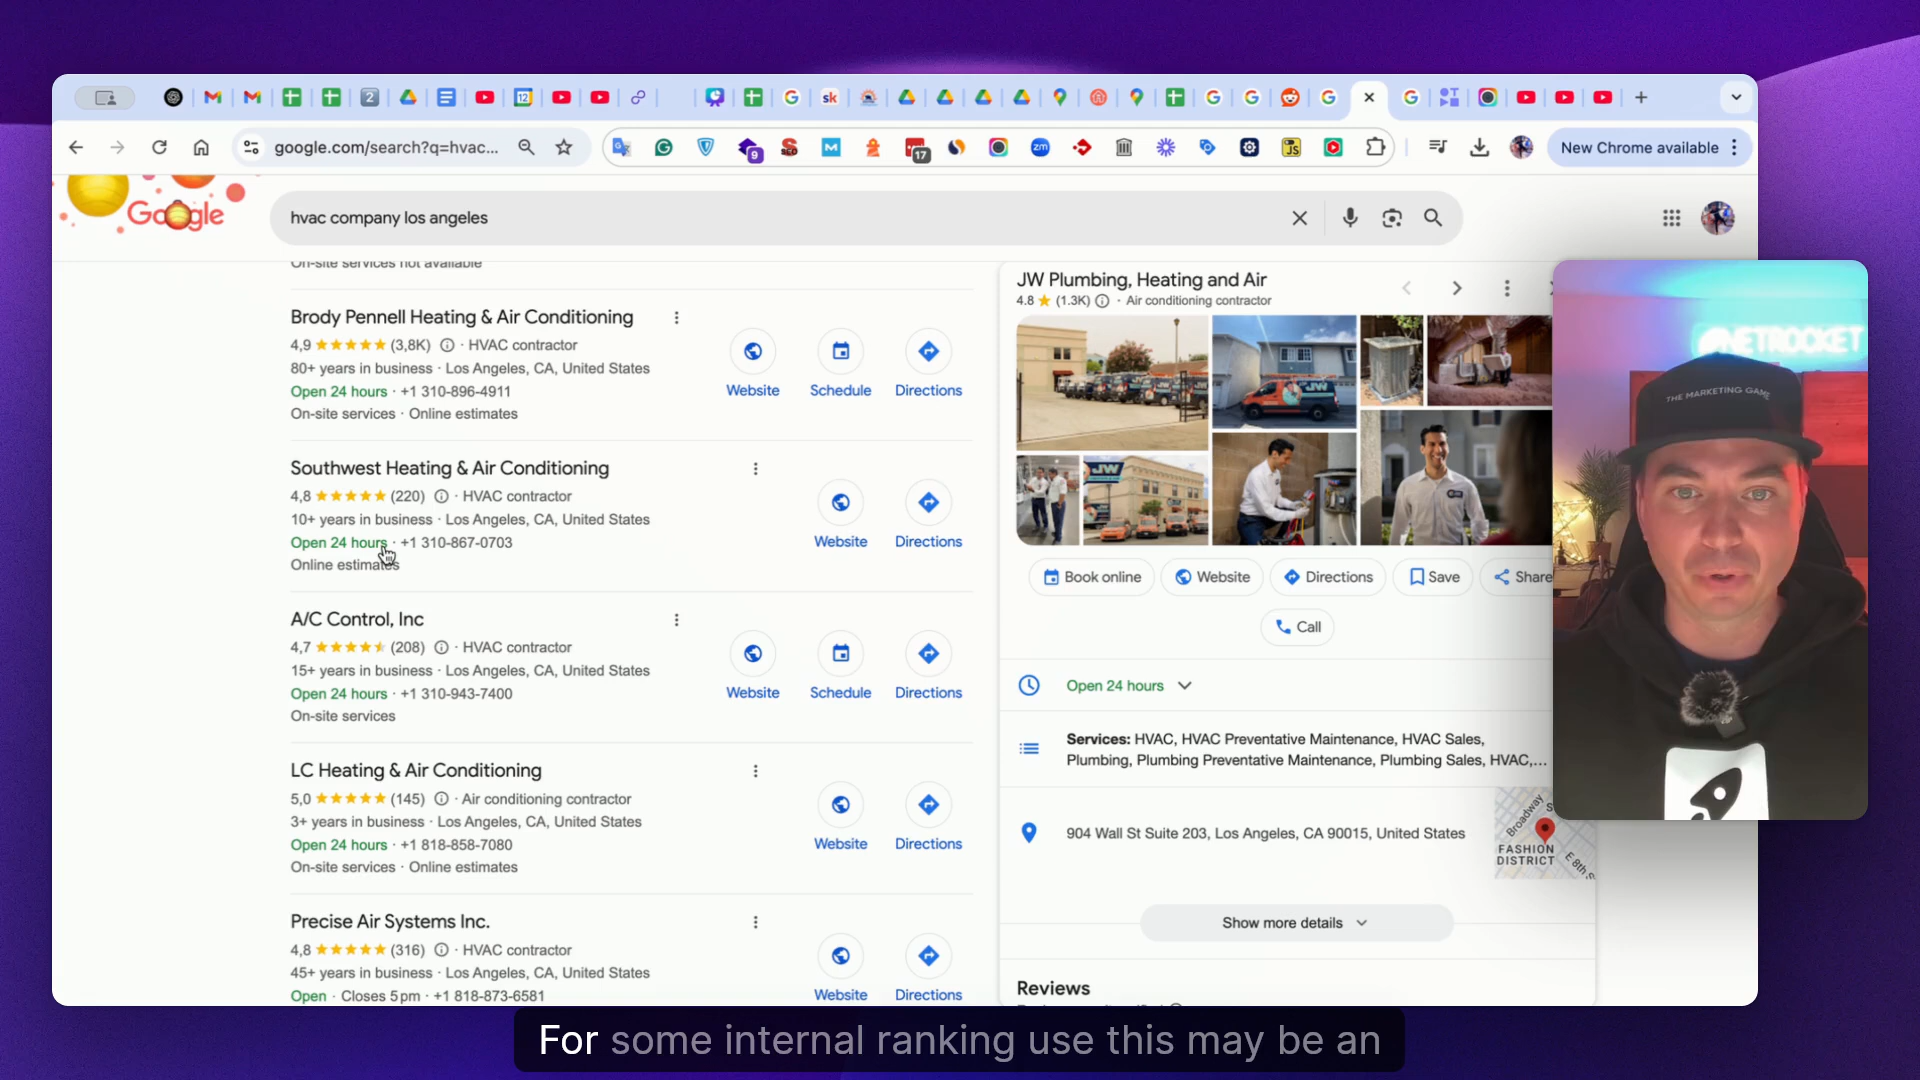 google.com/search?q=hvac...
9
17
New Chrome available
Google
hvac company los angeles
On-site services not available
Brody Pennell Heating & Air Conditioning
4,9 (3,8K) · HVAC contractor
80+ years in business · Los Angeles, CA, United States
Open 24 hours · +1 310-896-4911
On-site services · Online estimates
Website
Schedule
Directions
Southwest Heating & Air Conditioning
4,8 (220) · HVAC contractor
10+ years in business · Los Angeles, CA, United States
Open 24 hours · +1 310-867-0703
Online estimates
Website
Directions
A/C Control, Inc
4,7 (208) · HVAC contractor
15+ years in business · Los Angeles, CA, United States
Open 24 hours · +1 310-943-7400
On-site services
Website
Schedule
Directions
LC Heating & Air Conditioning
5,0 (145) · Air conditioning contractor
3+ years in business · Los Angeles, CA, United States
Open 24 hours · +1 818-858-7080
On-site services · Online estimates
Website
Directions
Precise Air Systems Inc.
4,8 (316) · HVAC contractor
45+ years in business · Los Angeles, CA, United States
Open · Closes 5 pm · +1 818-873-6581
Website
Directions
JW Plumbing, Heating and Air
4.8 (1.3K) · Air conditioning contractor
JW
JW
Book online
Website
Directions
Save
Share
Call
Open 24 hours
Services: HVAC, HVAC Preventative Maintenance, HVAC Sales,
Plumbing, Plumbing Preventative Maintenance, Plumbing Sales, HVAC,...
904 Wall St Suite 203, Los Angeles, CA 90015, United States
Broadway
FASHION
DISTRICT
E 8th S
Show more details
Reviews
@NETROCKET
THE MARKETING GAME
For some internal ranking use this may be an